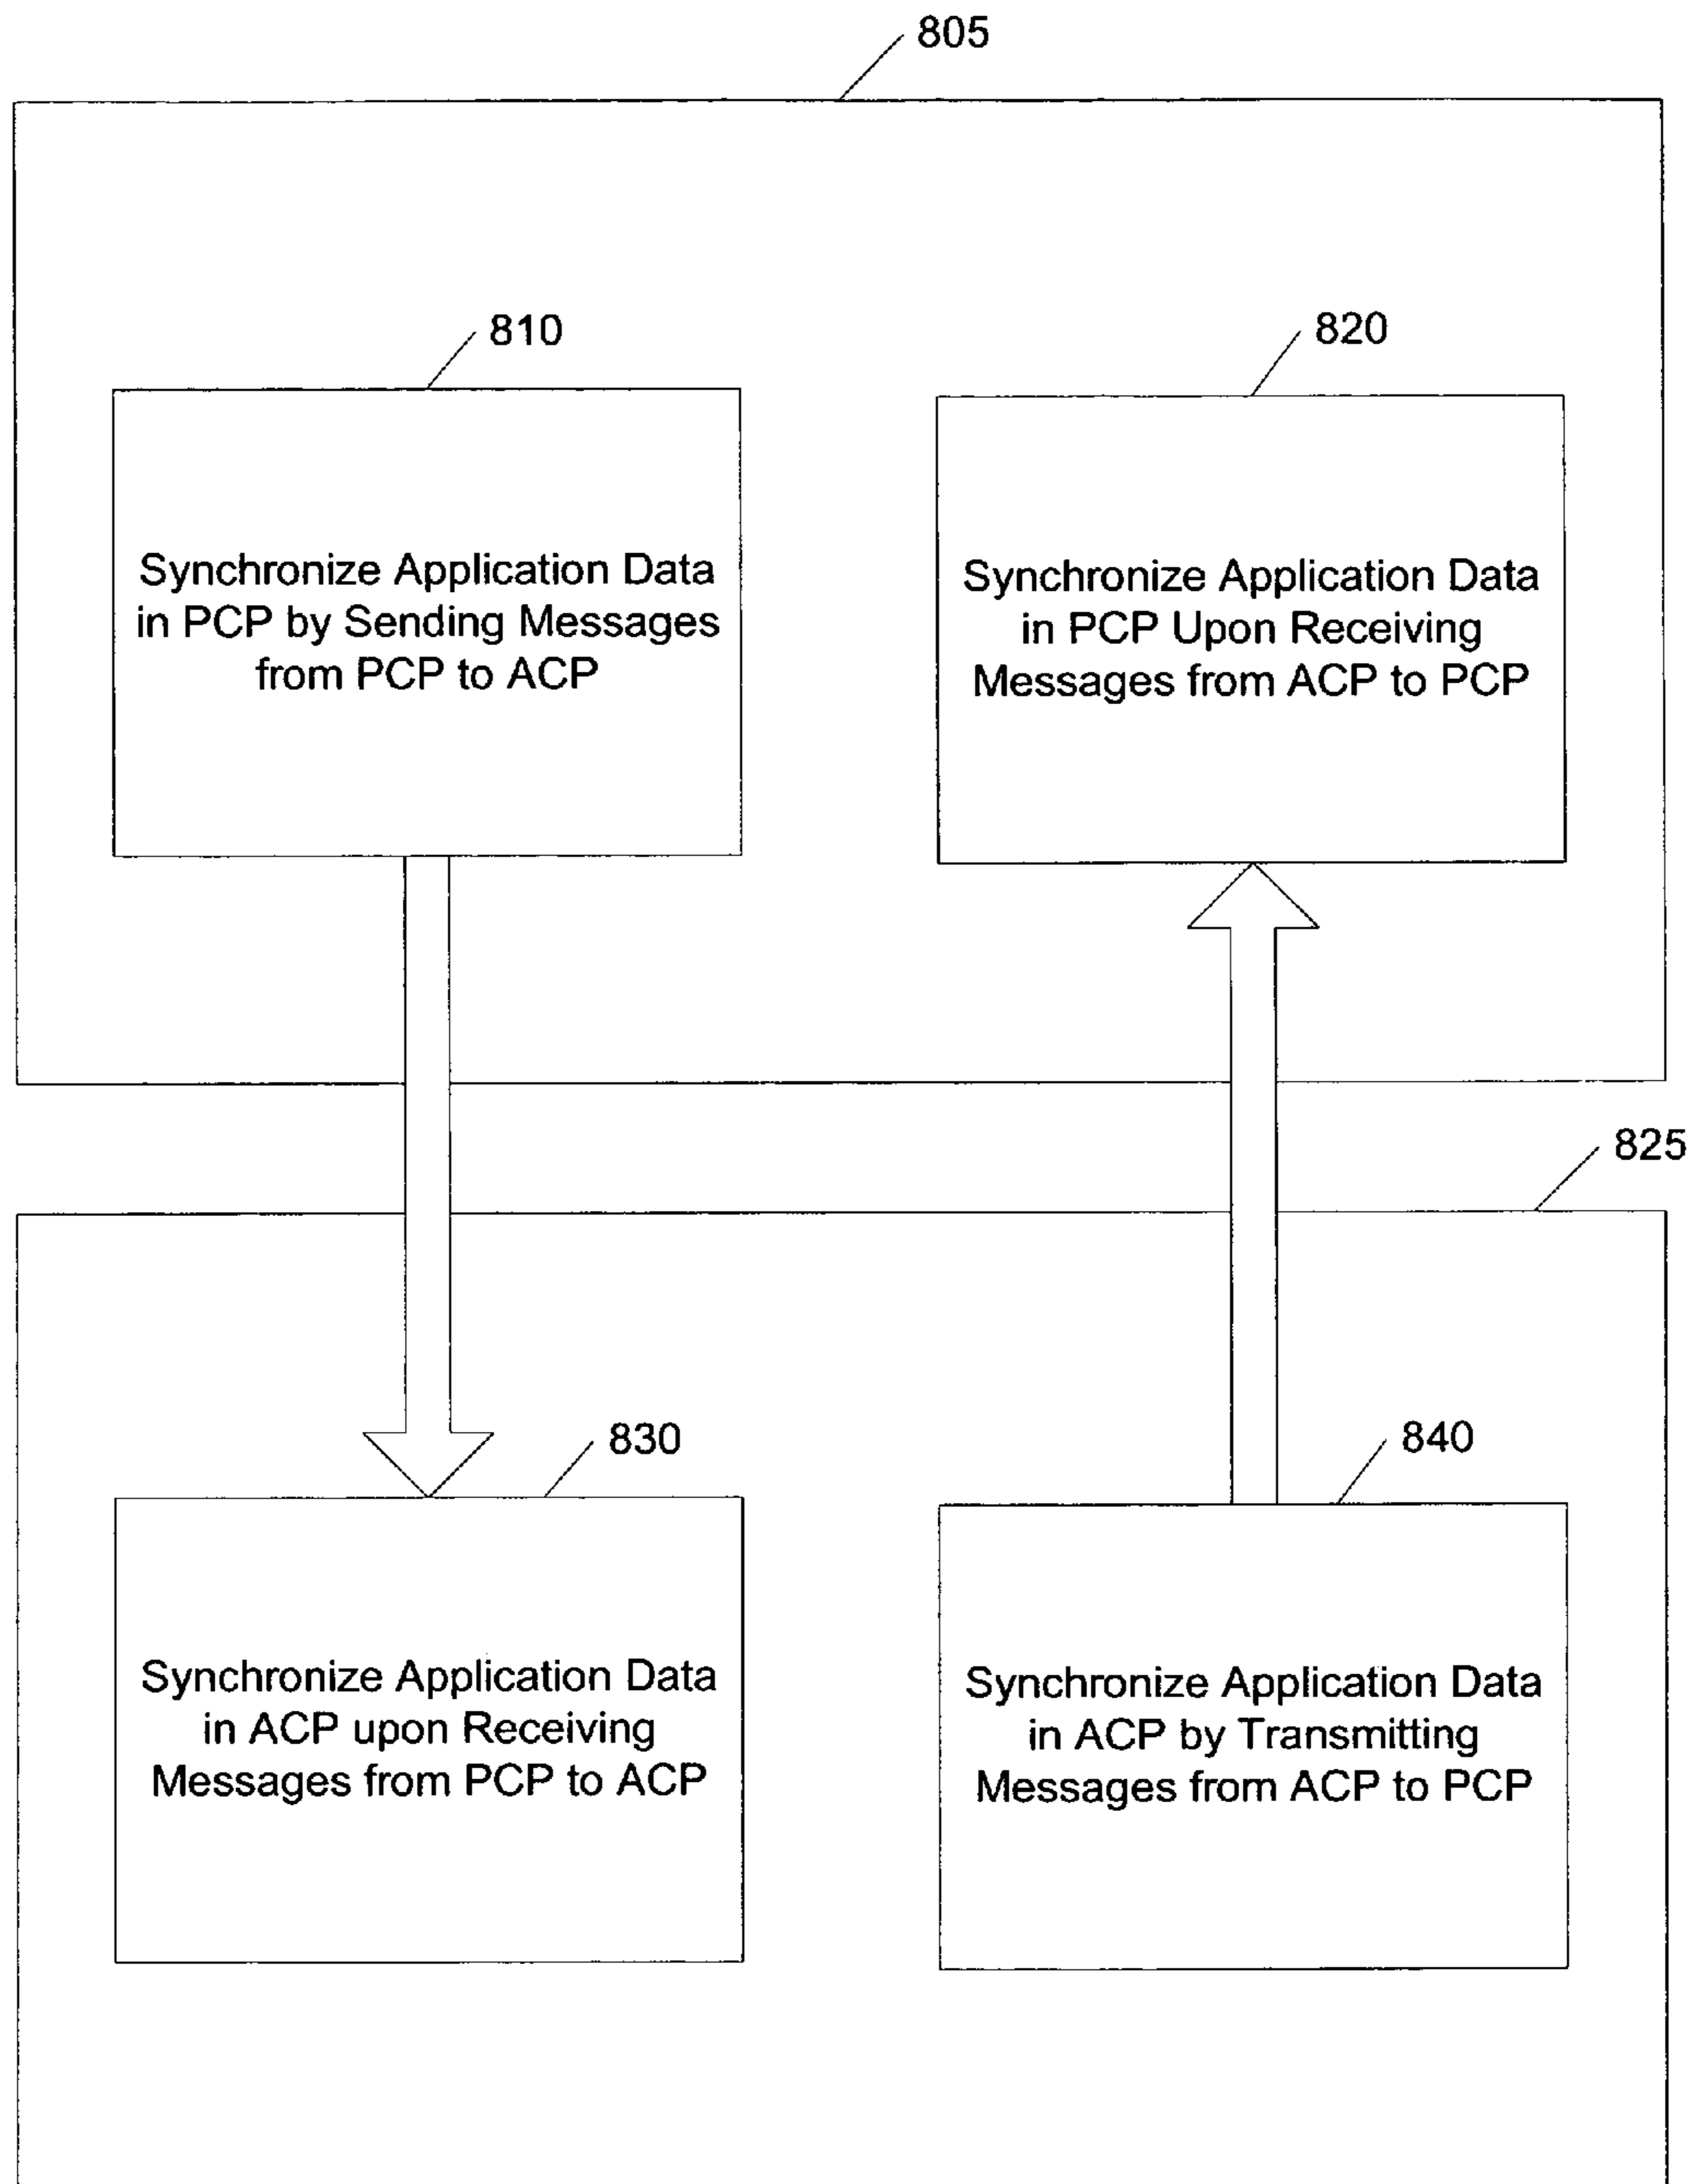 805
810
Synchronize Application Data
in PCP by Sending Messages
from PCP to ACP
820
Synchronize Application Data
in PCP Upon Receiving
Messages from ACP to PCP
825
830
Synchronize Application Data
in ACP upon Receiving
Messages from PCP to ACP
840
Synchronize Application Data
in ACP by Transmitting
Messages from ACP to PCP